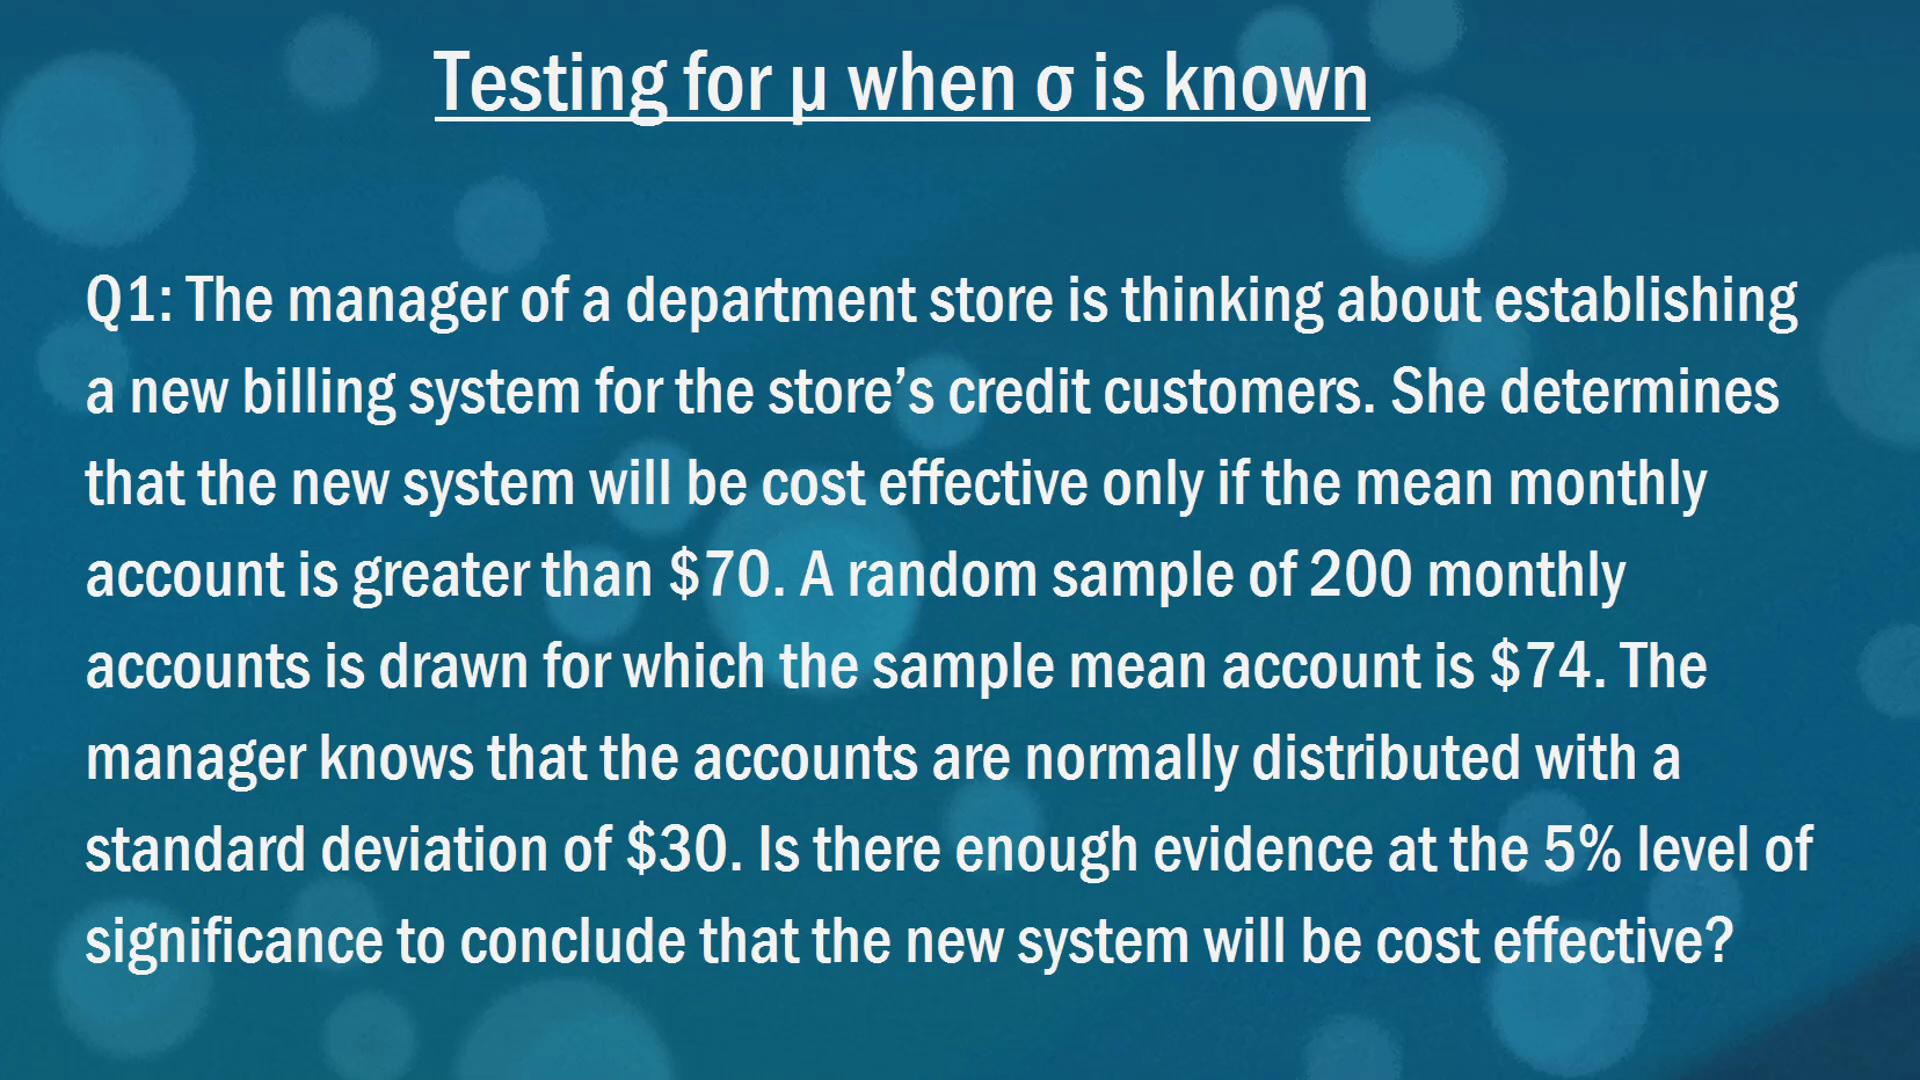 Testing for μ when σ is known
Q1: The manager of a department store is thinking about establishing
a new billing system for the store’s credit customers. She determines
that the new system will be cost effective only if the mean monthly
account is greater than $70. A random sample of 200 monthly
accounts is drawn for which the sample mean account is $74. The
manager knows that the accounts are normally distributed with a
standard deviation of $30. Is there enough evidence at the 5% level of
significance to conclude that the new system will be cost effective?